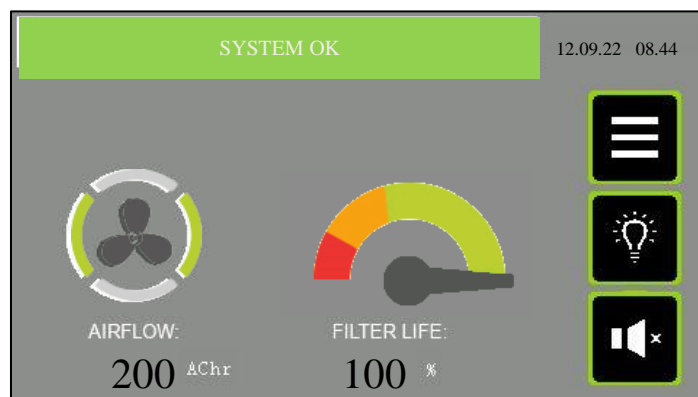 SYSTEM OK
12.09.22 08.44
AIRFLOW:
200 AChr
FILTER LIFE:
100 %